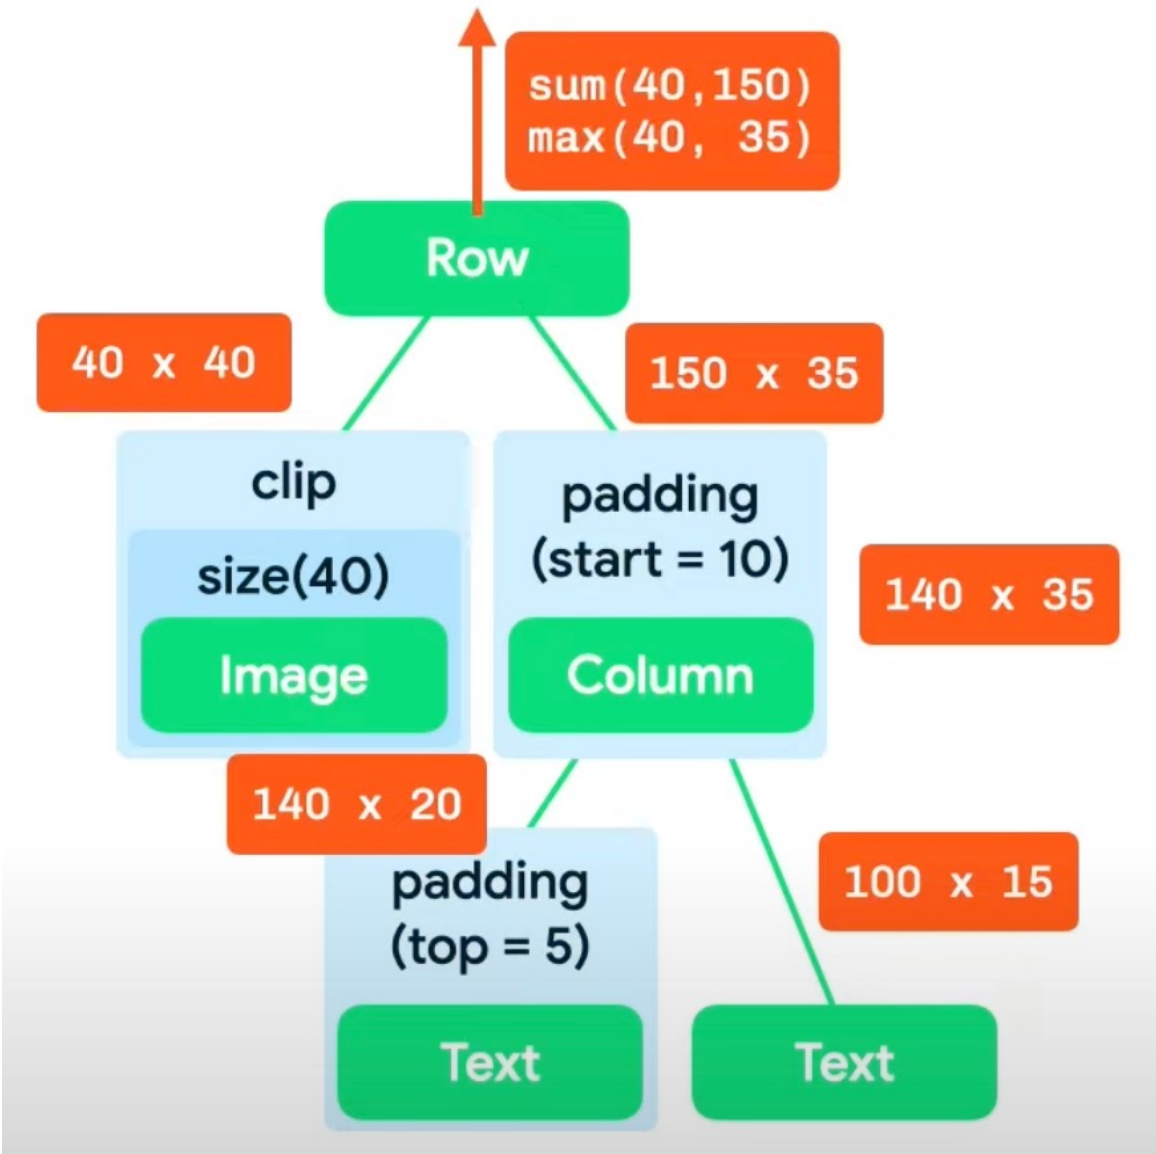 sum(40,150)
max(40, 35)
Row
40 x 40
150 x 35
clip
size(40)
Image
padding
(start = 10)
Column
140 x 35
140 x 20
padding
(top = 5)
Text
100 x 15
Text